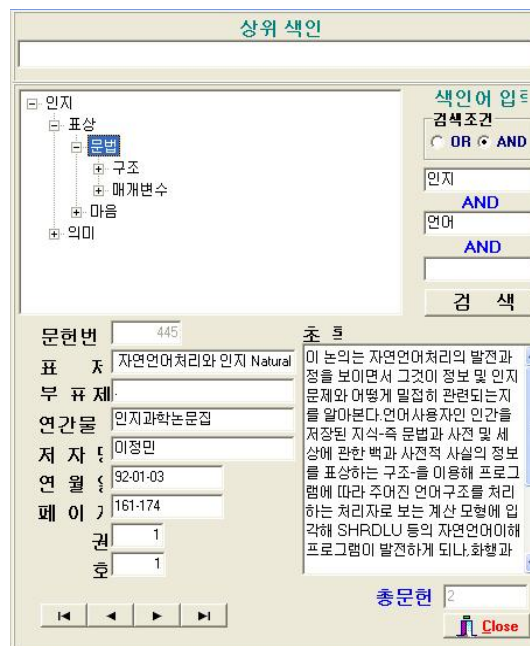 상위 색인
인지
표상
문법
구조
매개변수
마음
의미
색인어 입력
검색조건
OR AND
인지
AND
언어
AND
검 색
문헌번 445
표 자연언어처리와 인지 Natural
부 표제 .
연간물 인지과학논문집
저 자 이정민
연 월 92-01-03
페 이 161-174
권 1
호 1
초
이 논의는 자연언어처리의 발전과
정을 보이면서 그것이 정보 및 인지
문제와 어떻게 밀접히 관련되는지
를 알아본다.언어사용자인 인간을
저장된 지식-즉 문법과 사전 및 세
상에 관한 백과 사전적 사실의 정보
를 표상하는 구조-을 이용해 프로그
램에 따라 주어진 언어구조를 처리
하는 처리자로 보는 계산 모형에 입
각해 SHRDLU 등의 자연언어이해
프로그램이 발전하게 되나,화행과
총문헌 2
Close